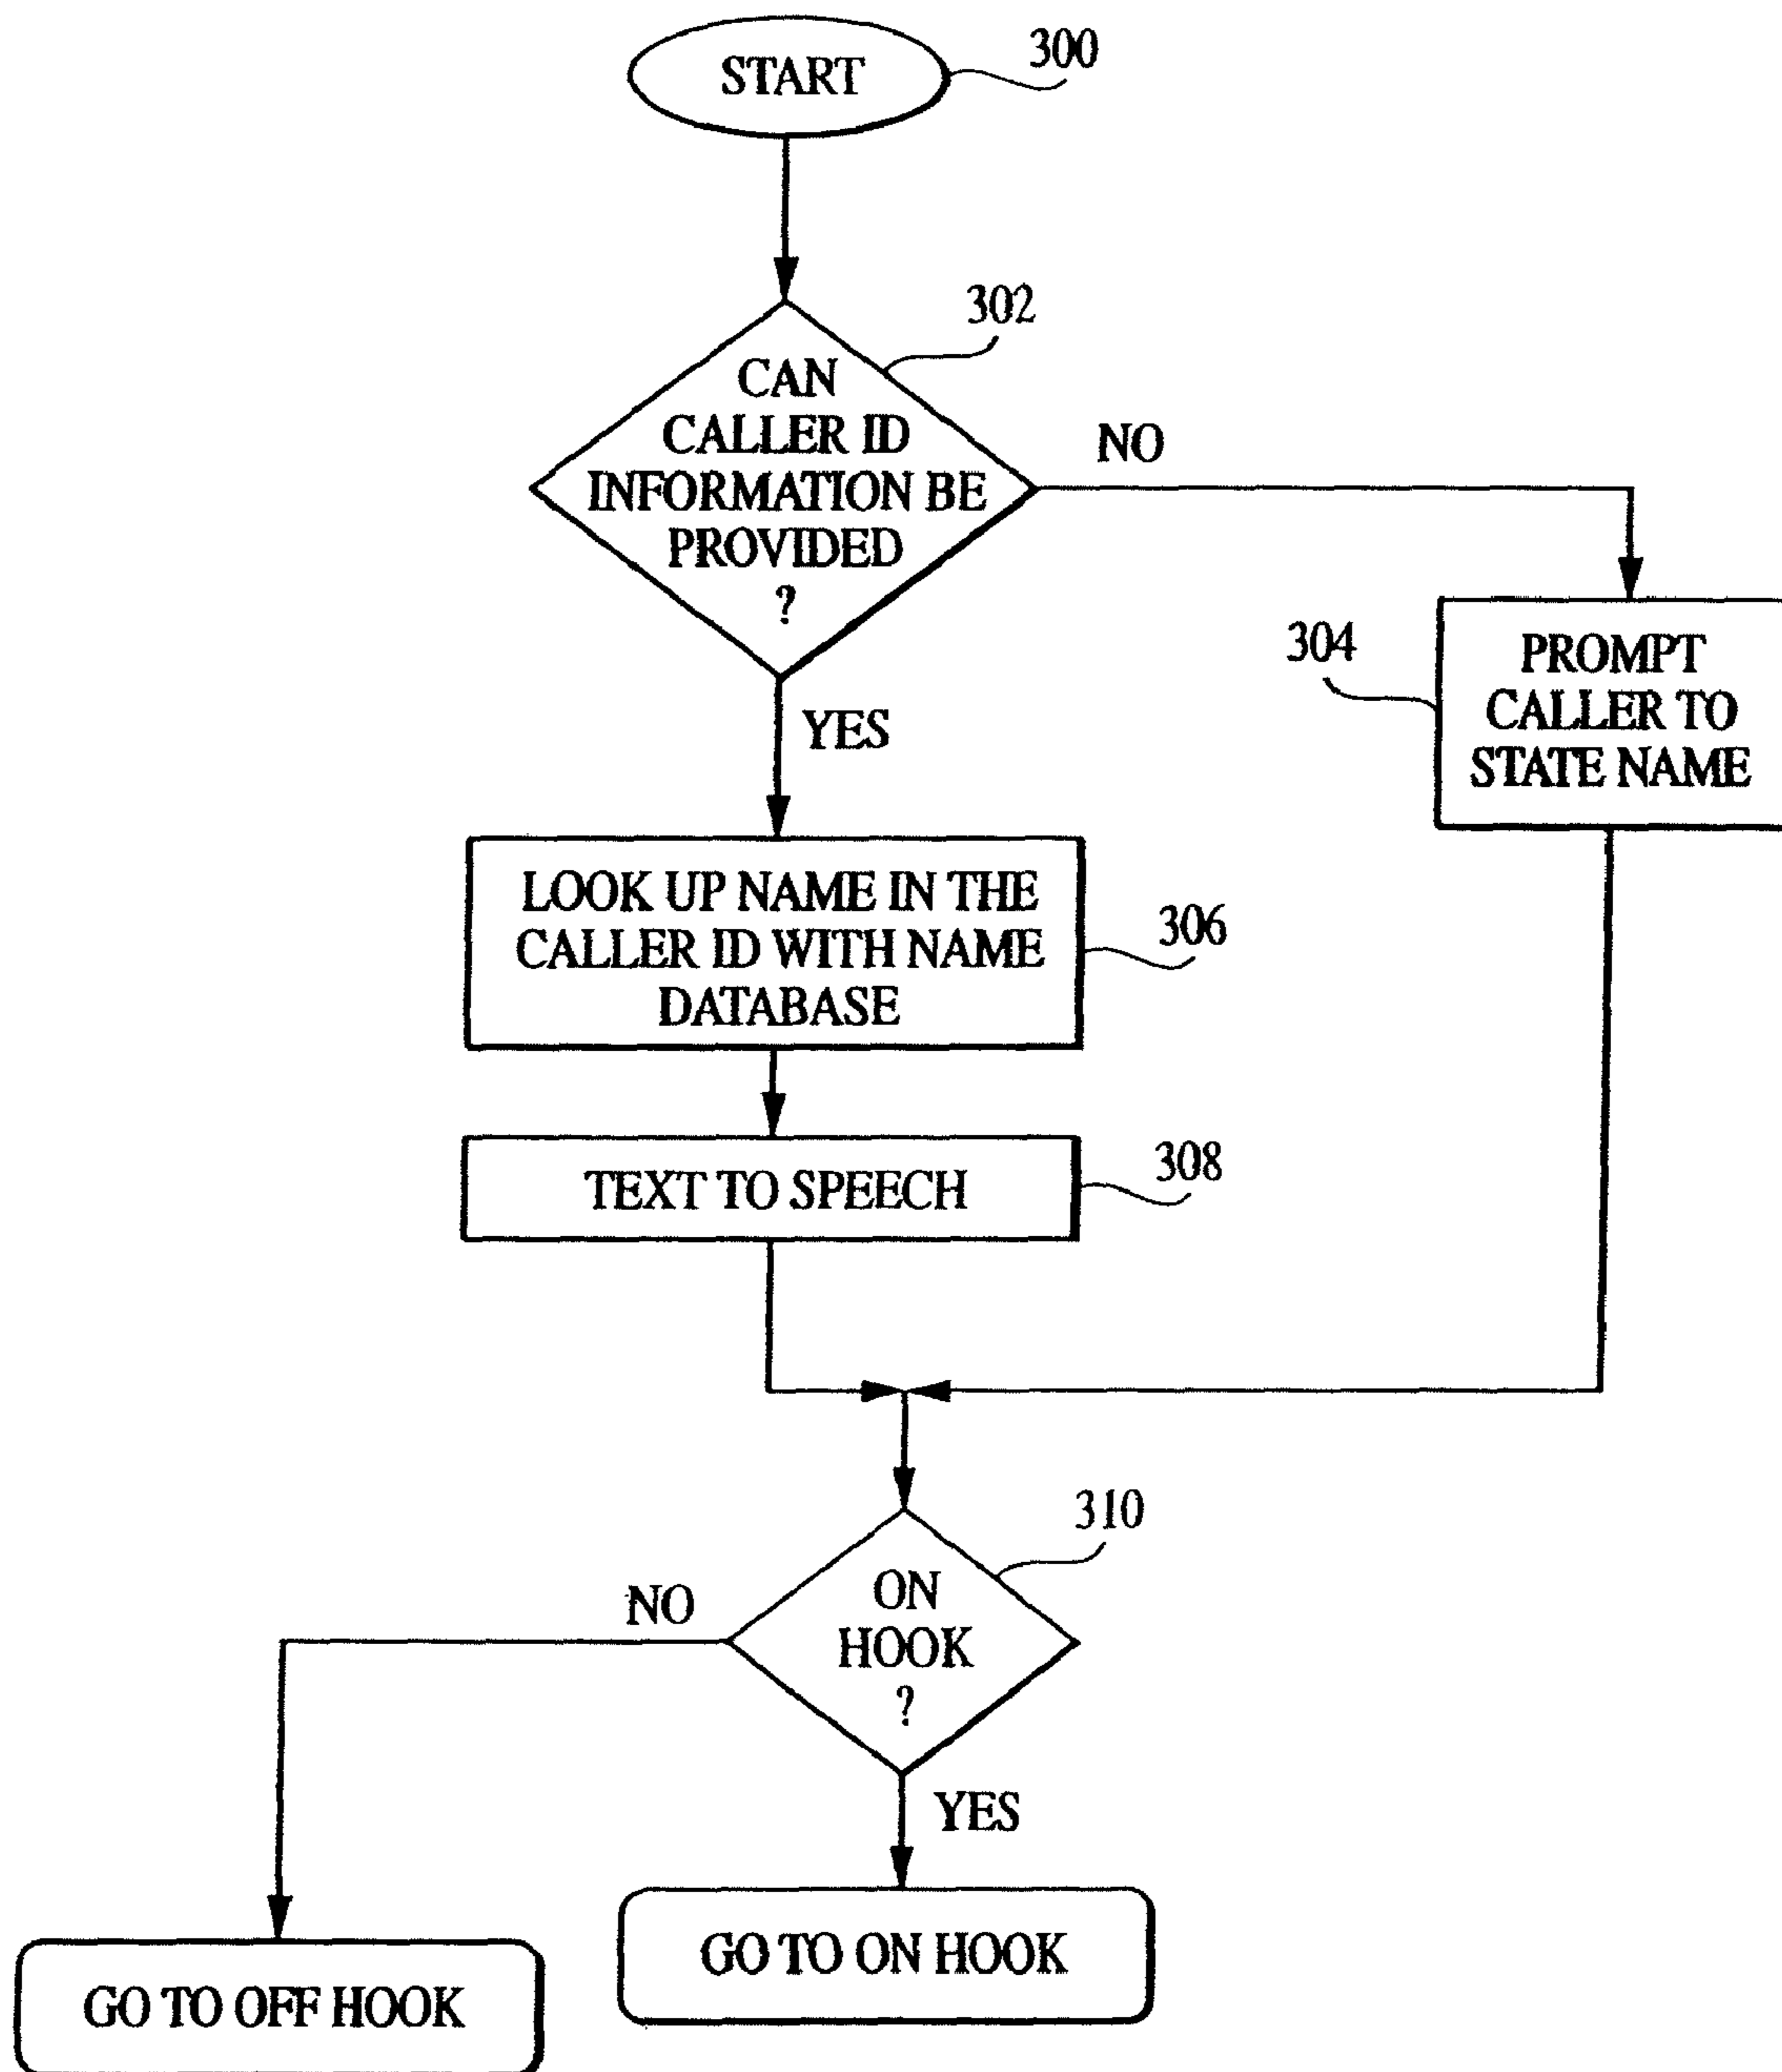 START
300
302
CAN
CALLER ID
INFORMATION BE
PROVIDED
?
NO
304
PROMPT
CALLER TO
STATE NAME
YES
LOOK UP NAME IN THE
CALLER ID WITH NAME
DATABASE
306
TEXT TO SPEECH
308
310
ON
HOOK
?
NO
YES
GO TO ON HOOK
GO TO OFF HOOK